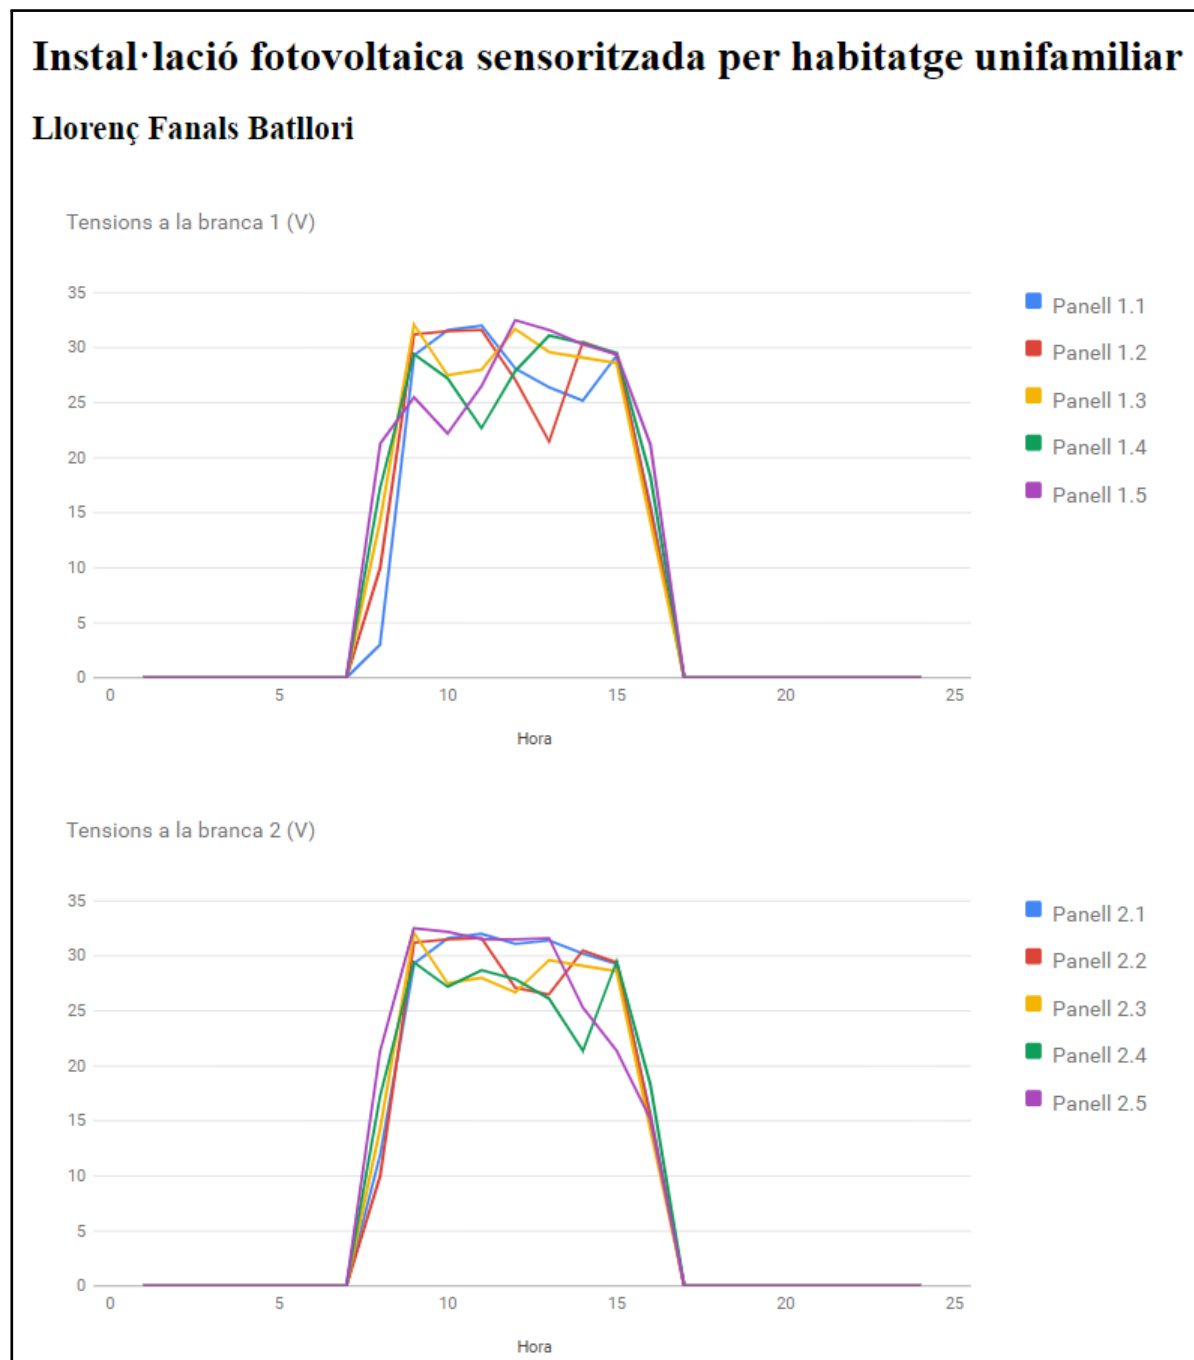 Instal·lació fotovoltaica sensoritzada per habitatge unifamiliar
Llorenç Fanals Batllori
Tensions a la branca 1 (V)
35
30
25
20
15
10
5
0
0 5 10 15 20 25
Hora
Panell 1.1
Panell 1.2
Panell 1.3
Panell 1.4
Panell 1.5
Tensions a la branca 2 (V)
35
30
25
20
15
10
5
0
0 5 10 15 20 25
Hora
Panell 2.1
Panell 2.2
Panell 2.3
Panell 2.4
Panell 2.5